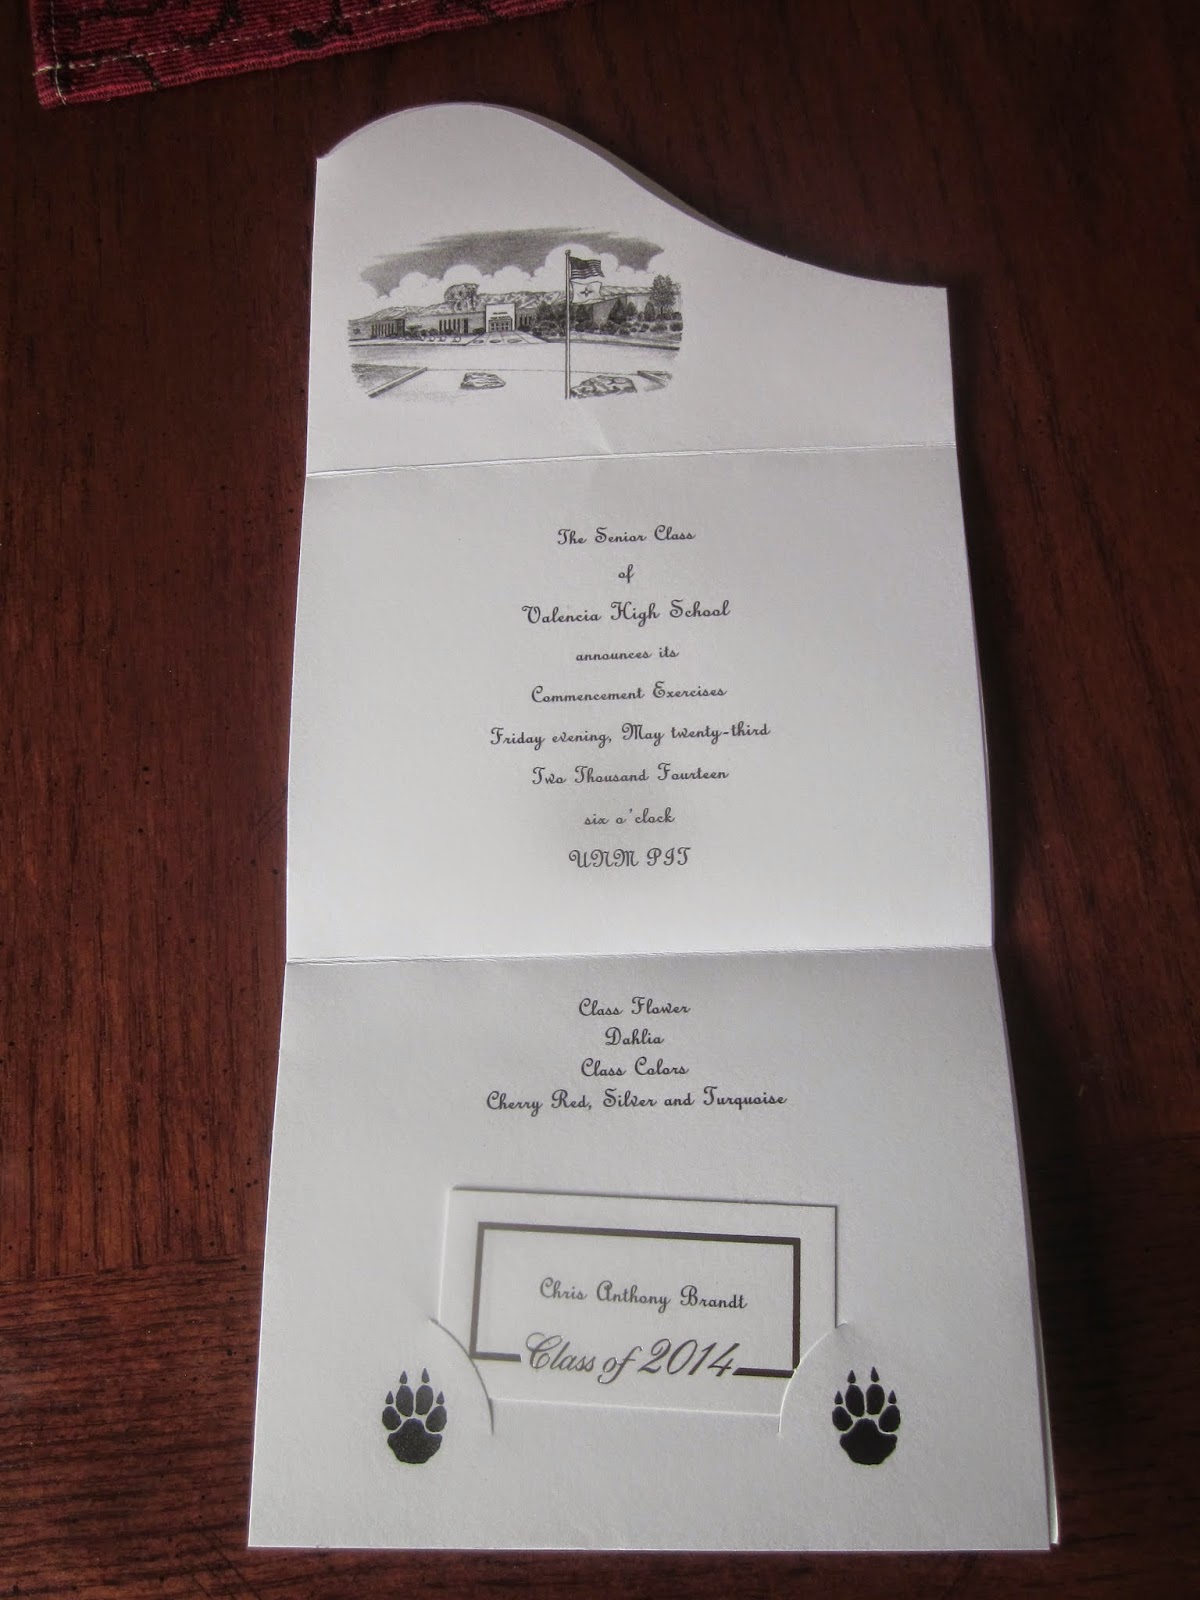 The Senior Class
of
Valencia High School
announces its
Commencement Exercises
Friday evening, May twenty-third
Two Thousand Fourteen
six o'clock
UNM PIT
Class Flower
Dahlia
Class Colors
Cherry Red, Silver and Turquoise
Chris Anthony Brandt
Class of 2014